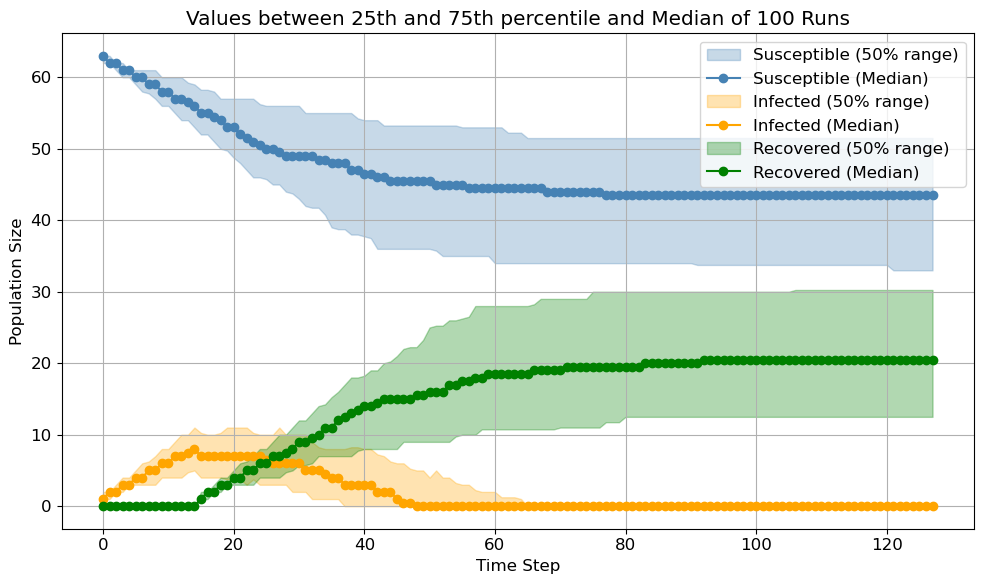 Values between 25th and 75th percentile and Median of 100 Runs
Susceptible (50% range)
Susceptible (Median)
Infected (50% range)
Infected (Median)
Recovered (50% range)
Recovered (Median)
Population Size
60
50
40
30
20
10
0
0 20 40 60 80 100 120
Time Step